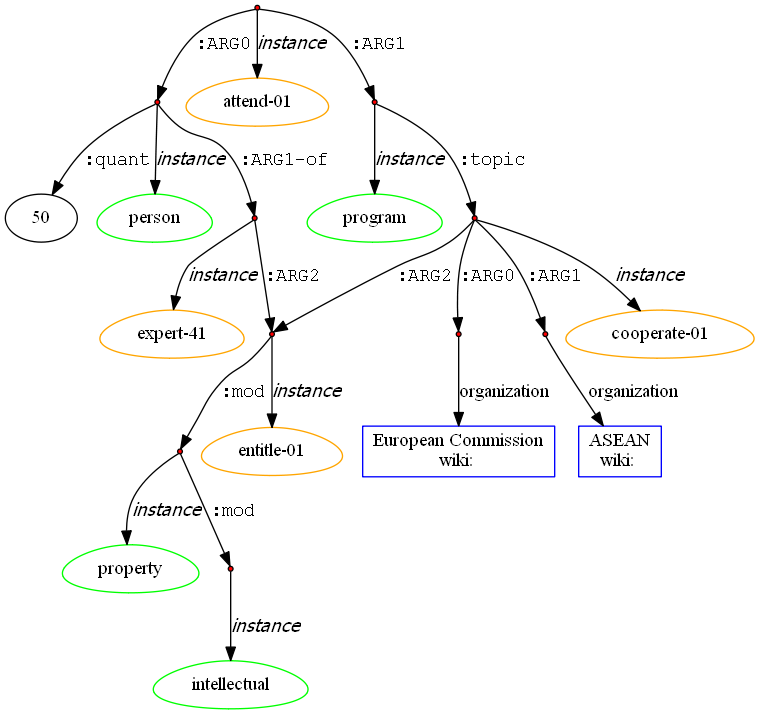 :ARG0 instance :ARG1
attend-01
:quant instance :ARG1-of instance :topic
50 person program
instance :ARG2 :ARG2 :ARG0 :ARG1 instance
expert-41 cooperate-01
:mod instance organization organization
entitle-01 European Commission ASEAN
wiki: wiki:
instance :mod
property
instance
intellectual